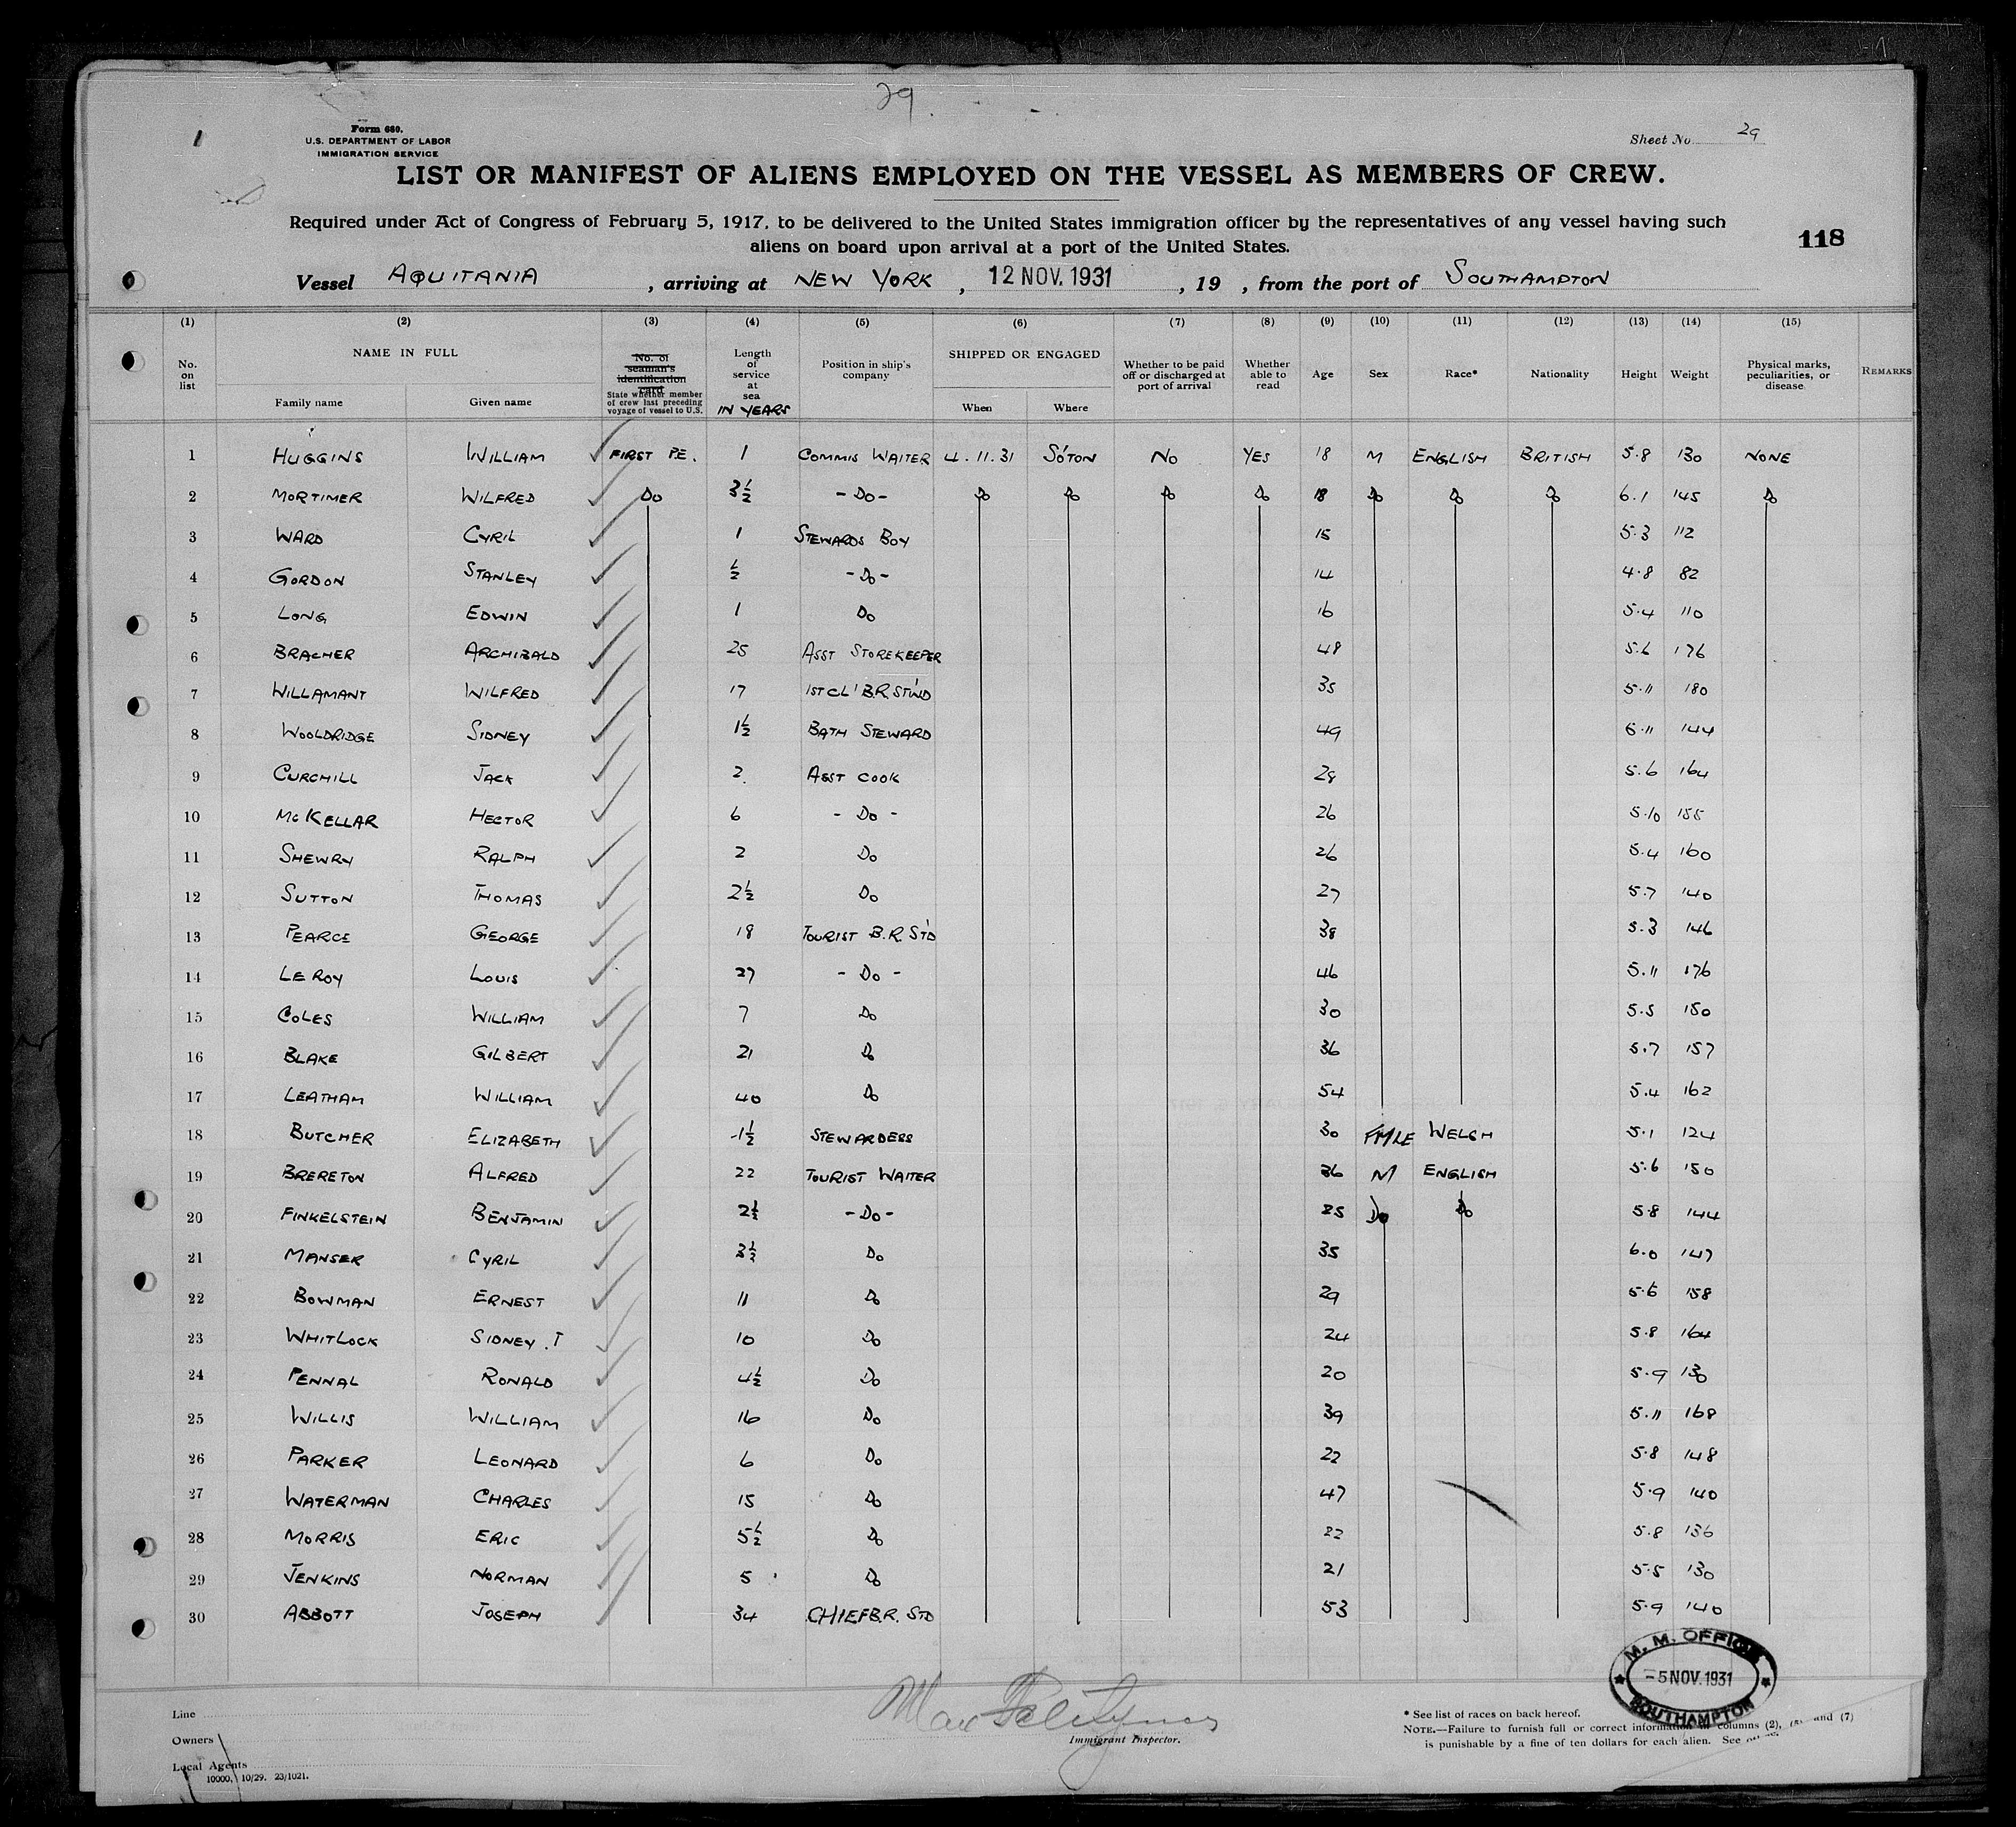 29.
1
Form 680.
U.S. DEPARTMENT OF LABOR
IMMIGRATION SERVICE
Sheet No. 29
LIST OR MANIFEST OF ALIENS EMPLOYED ON THE VESSEL AS MEMBERS OF CREW.
Required under Act of Congress of February 5, 1917, to be delivered to the United States immigration officer by the representatives of any vessel having such
aliens on board upon arrival at a port of the United States.
118
Vessel AQUITANIA, arriving at NEW YORK, 12 NOV. 1931, 19 , from the port of SOUTHAMPTON
(1) (2) (3) (4) (5) (6) (7) (8) (9) (10) (11) (12) (13) (14) (15)
No. on list NAME IN FULL Family name Given name No. of seaman's identification card State whether member of crew last preceding voyage of vessel to U.S. Length of service at sea IN YEARS Position in ship's company SHIPPED OR ENGAGED When Where Whether to be paid off or discharged at port of arrival Whether able to read Age Sex Race* Nationality Height Weight Physical marks, peculiarities, or disease REMARKS
1 HUGGINS WILLIAM FIRST P.E. 1 COMMIS WAITER 4.11.31 SO'TON NO YES 18 M ENGLISH BRITISH 5.8 130 NONE
2 MORTIMER WILFRED DO 3½ -DO- DO DO DO DO 18 DO DO DO 6.1 145 DO
3 WARD CYRIL 1 STEWARDS BOY 15 5.3 112
4 GORDON STANLEY ½ -DO- 14 4.8 82
5 LONG EDWIN 1 DO 16 5.4 110
6 BRACHER ARCHIBALD 25 ASST STOREKEEPER 48 5.6 176
7 WILLAMANT WILFRED 17 1ST CL' B.R. ST'WD 35 5.11 180
8 WOOLDRIDGE SIDNEY 1½ BATH STEWARD 49 5.11 144
9 CURCHILL JACK 2 ASST COOK 28 5.6 164
10 McKELLAR HECTOR 6 -DO- 26 5.10 155
11 SHEWRY RALPH 2 DO 26 5.4 160
12 SUTTON THOMAS 2½ DO 27 5.7 140
13 PEARCE GEORGE 18 TOURIST B.R. ST'D 38 5.3 146
14 LE ROY LOUIS 27 -DO- 46 5.11 176
15 COLES WILLIAM 7 DO 30 5.5 150
16 BLAKE GILBERT 21 DO 36 5.7 157
17 LEATHAM WILLIAM 40 DO 54 5.4 162
18 BUTCHER ELIZABETH 1½ STEWARDESS 30 FMLE WELSH 5.1 124
19 BRERETON ALFRED 22 TOURIST WAITER 36 M ENGLISH 5.6 150
20 FINKELSTEIN BENJAMIN 2½ -DO- 25 DO DO 5.8 144
21 MANSER CYRIL 3½ DO 35 6.0 147
22 BOWMAN ERNEST 11 DO 29 5.6 158
23 WHITLOCK SIDNEY.T 10 DO 24 5.8 164
24 PENNAL RONALD 4½ DO 20 5.9 130
25 WILLIS WILLIAM 16 DO 39 5.11 168
26 PARKER LEONARD 6 DO 22 5.8 148
27 WATERMAN CHARLES 15 DO 47 5.9 140
28 MORRIS ERIC 5½ DO 22 5.8 136
29 JENKINS NORMAN 5 DO 21 5.5 130
30 ABBOTT JOSEPH 34 CHIEF B.R. STD 53 5.9 140
M. M. OFFICE
-5 NOV. 1931
SOUTHAMPTON
Line
Owners
Local Agents
10000, 10/29. 23/1021.
Max
Immigrant Inspector.
* See list of races on back hereof.
NOTE.—Failure to furnish full or correct information in columns (2), and (7)
is punishable by a fine of ten dollars for each alien. See